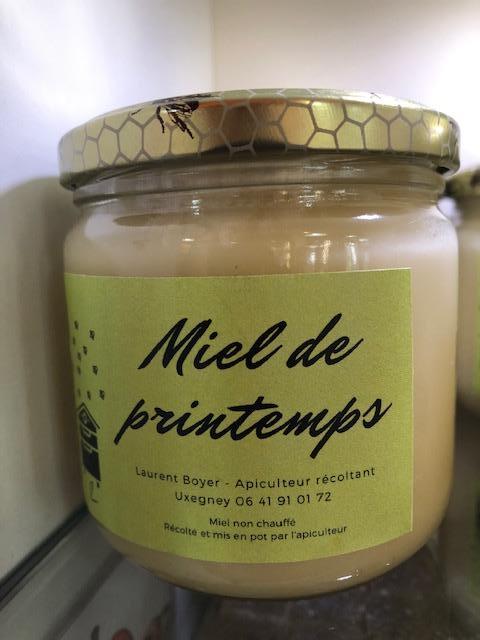 Miel de
printemps
Laurent Boyer - Apiculteur récoltant
Uxegney 06 41 91 01 72
Miel non chauffé
Récolté et mis en pot par l'apiculteur